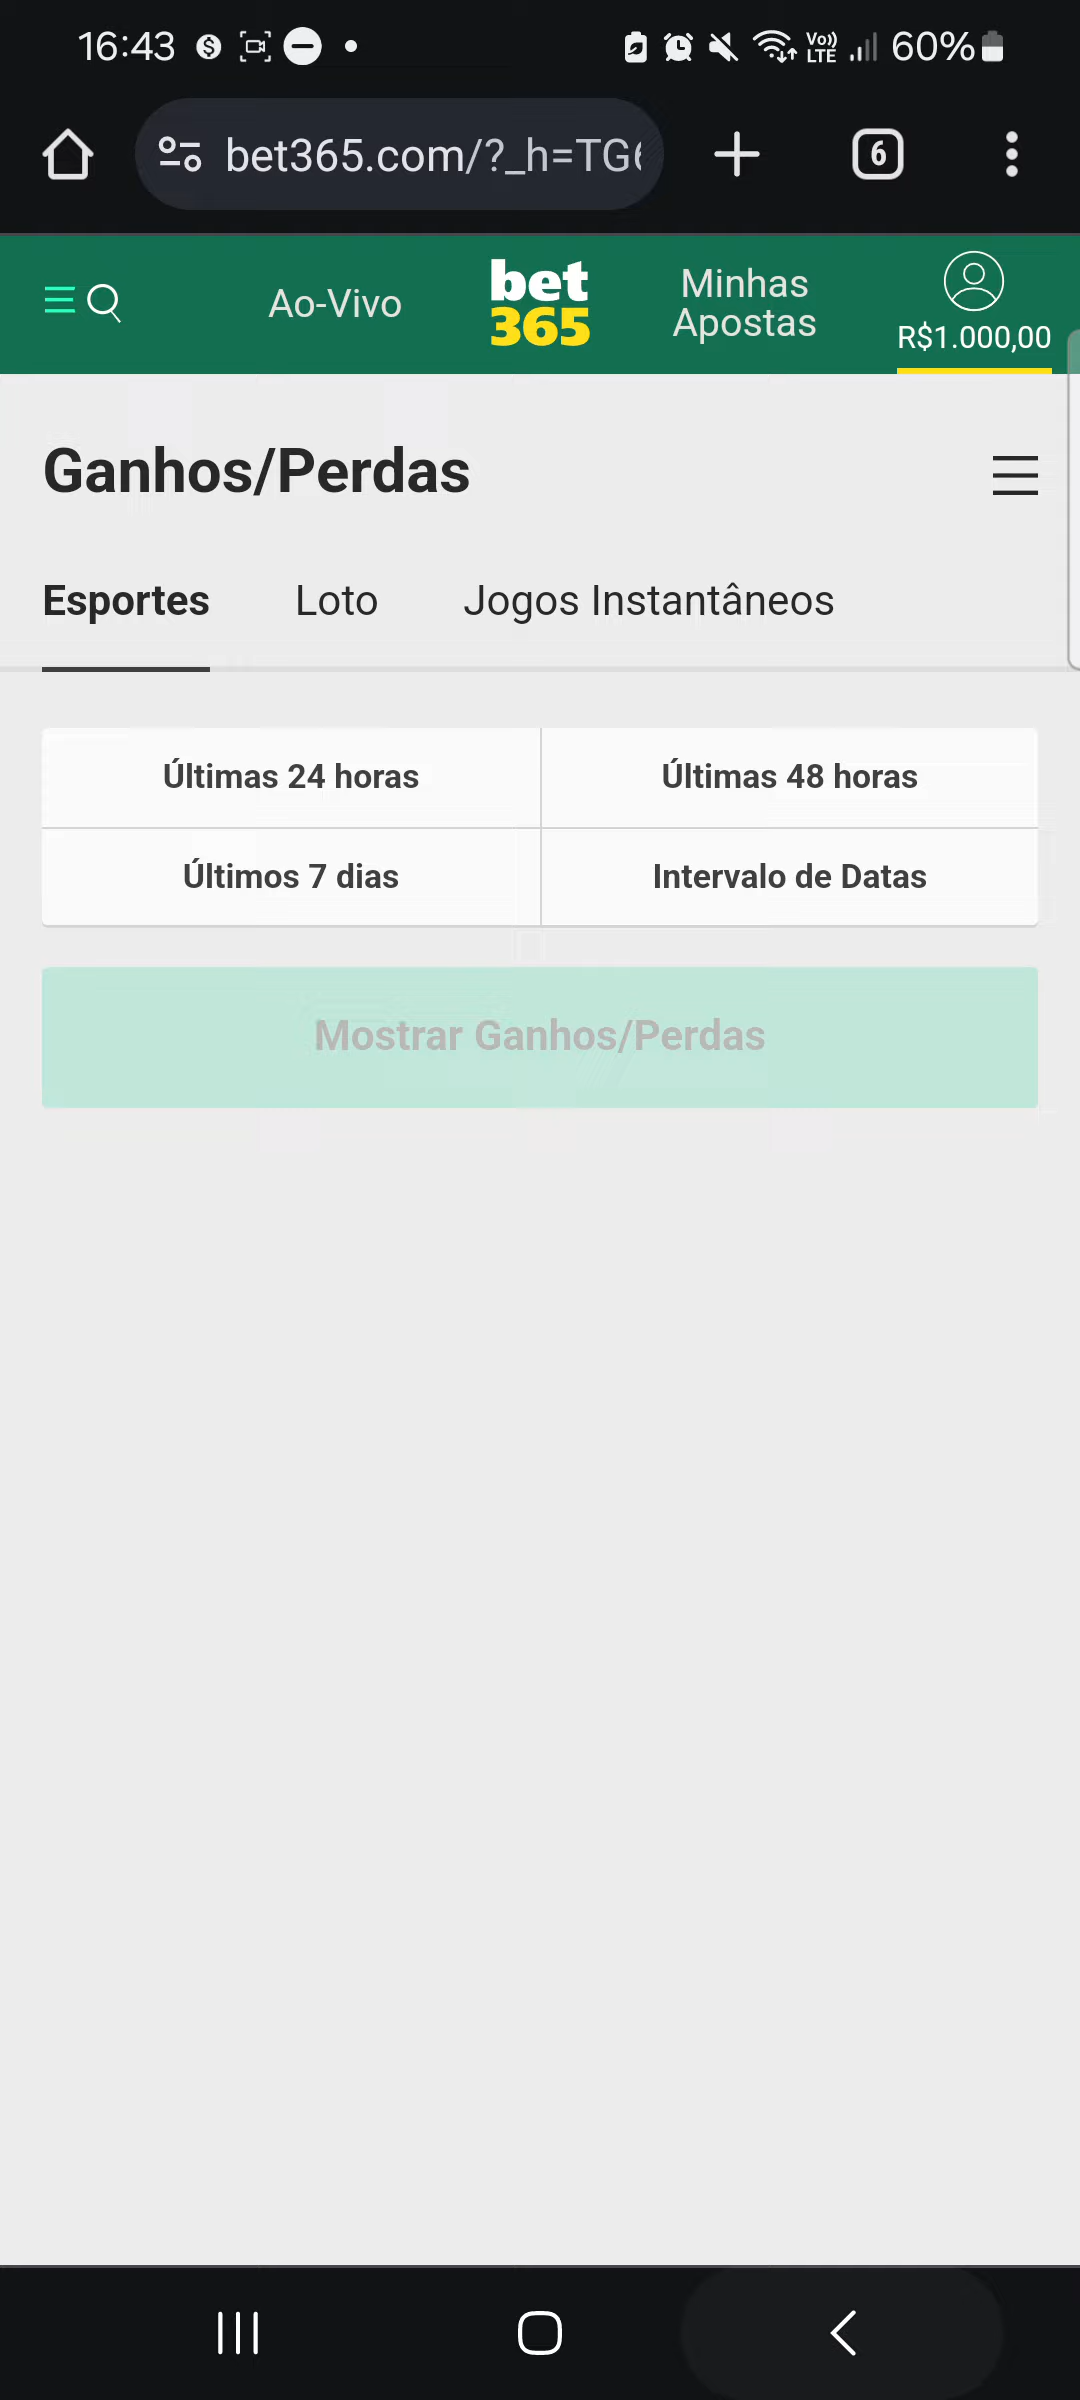 16:43
Vo)) LTE
60%
bet365.com/?_h=TG
6
Ao-Vivo
bet
365
Minhas
Apostas
R$1.000,00
Ganhos/Perdas
Esportes
Loto
Jogos Instantâneos
Últimas 24 horas
Últimas 48 horas
Últimos 7 dias
Intervalo de Datas
Mostrar Ganhos/Perdas